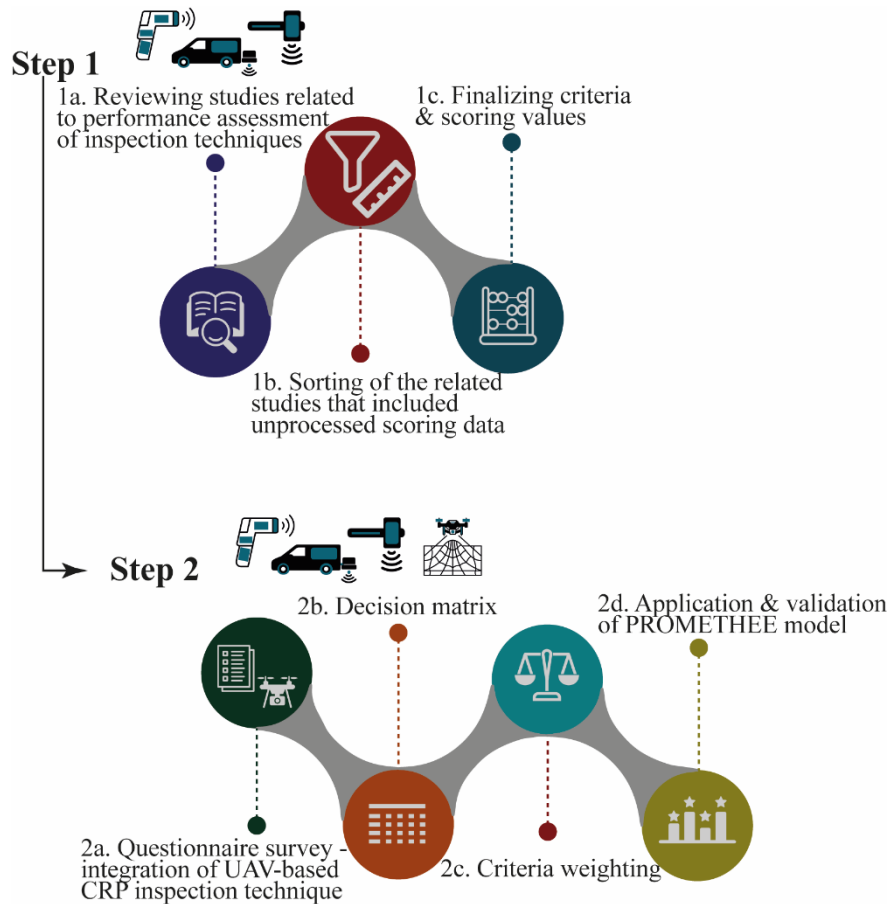 Step 1
1a. Reviewing studies related
to performance assessment
of inspection techniques
1c. Finalizing criteria
& scoring values
1b. Sorting of the related
studies that included
unprocessed scoring data
Step 2
2b. Decision matrix
2d. Application & validation
of PROMETHEE model
2a. Questionnaire survey -
integration of UAV-based
CRP inspection technique
2c. Criteria weighting